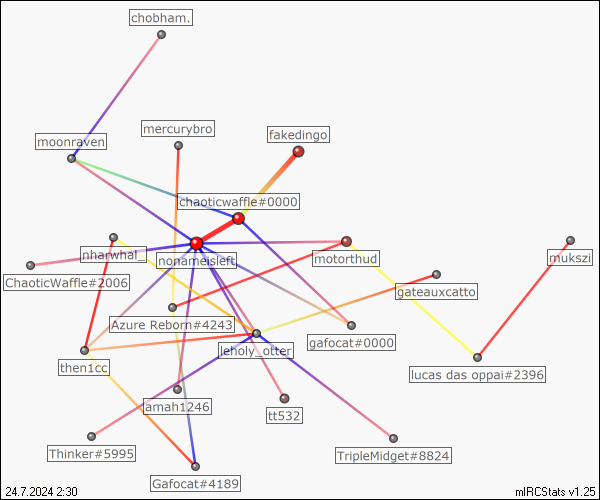 chobham.
mercurybro
fakedingo
moonraven
chaoticwaffle#0000
nharwhal_
nonameisleft
motorthud
mukszi
ChaoticWaffle#2006
gateauxcatto
Azure Reborn#4243
leholy_otter
gafocat#0000
then1cc
lucas das oppai#2396
amah1246
tt532
Thinker#5995
TripleMidget#8824
Gafocat#4189
24.7.2024 2:30
mIRCStats v1.25